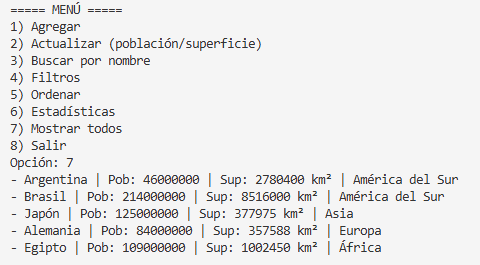 ===== MENÚ =====
1) Agregar
2) Actualizar (población/superficie)
3) Buscar por nombre
4) Filtros
5) Ordenar
6) Estadísticas
7) Mostrar todos
8) Salir
Opción: 7
- Argentina | Pob: 46000000 | Sup: 2780400 km² | América del Sur
- Brasil | Pob: 214000000 | Sup: 8516000 km² | América del Sur
- Japón | Pob: 125000000 | Sup: 377975 km² | Asia
- Alemania | Pob: 84000000 | Sup: 357588 km² | Europa
- Egipto | Pob: 109000000 | Sup: 1002450 km² | África